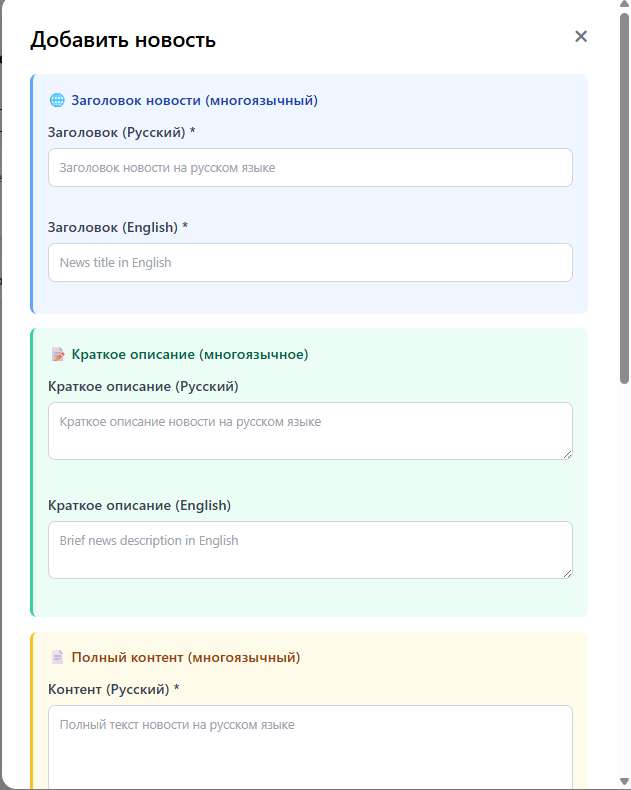 Добавить новость
Заголовок новости (многоязычный)
Заголовок (Русский) *
Заголовок новости на русском языке
Заголовок (English) *
News title in English
Краткое описание (многоязычное)
Краткое описание (Русский)
Краткое описание новости на русском языке
Краткое описание (English)
Brief news description in English
Полный контент (многоязычный)
Контент (Русский) *
Полный текст новости на русском языке